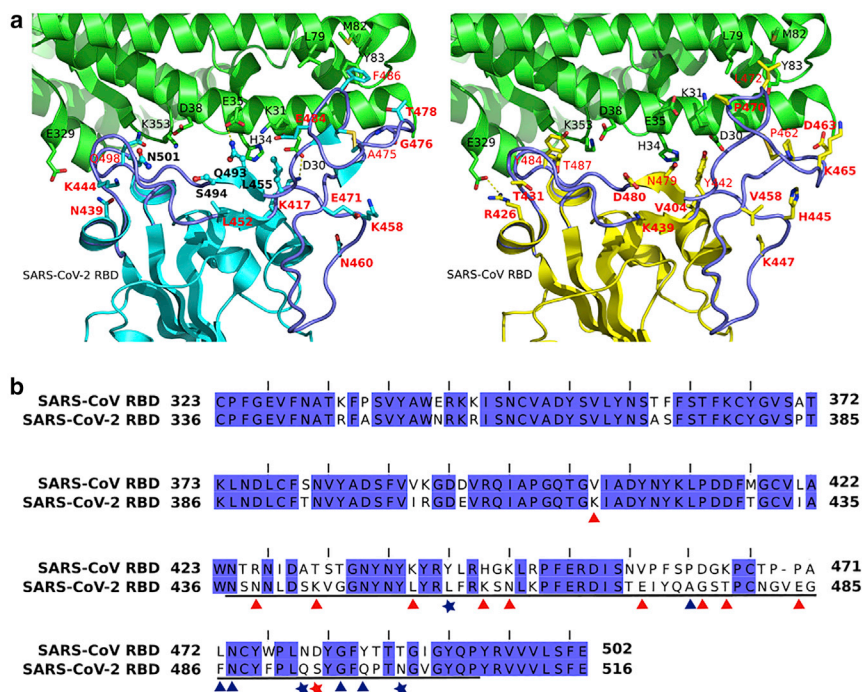 a
M82
L79
Y83
F486
K353
D38
E35
K31
E484
T478
G476
E329
H34
A475
D30
Q498
N501
Q493
L455
S494
K444
K417
E471
N439
L452
K458
N460
SARS-CoV-2 RBD
L79
M82
Y83
L472
K31
P470
K353
D38
E35
D463
E329
H34
D30
P462
T487
K465
N479
Y442
T431
D480
V404
V458
R426
K439
H445
K447
SARS-CoV RBD
b
SARS-CoV RBD 323 CPFGEVFNATKFPSVYAWERKKISNCVADYSVLYNSTFFSTFKCYGVSAT 372
SARS-CoV-2 RBD 336 CPFGEVFNATRFASVYAWNRKRISNCVADYSVLYNSASFSTFKCYGVSPT 385
SARS-CoV RBD 373 KLNDLCFSNVYADSFVVKGDDVRQIAPGQTGVIADYNYKLPDDFMGCVLA 422
SARS-CoV-2 RBD 386 KLNDLCFTNVYADSFVIRGDEVRQIAPGQTGKIADYNYKLPDDFTGCVIA 435
SARS-CoV RBD 423 WNTRNIDATSTGNYNYKYRYLRHGKLRPFERDISNVPFSPDGKPCTP-PA 471
SARS-CoV-2 RBD 436 WNSNNLDSKVGGNYNYLYRLFRKSNLKPFERDISTEIYQAGSTPCNGVEG 485
SARS-CoV RBD 472 LNCYWPLNDYGFYTTTGIGYQPYRVVVLSFE 502
SARS-CoV-2 RBD 486 FNCYFPLQSYGFQPTNGVGYQPYRVVVLSFE 516